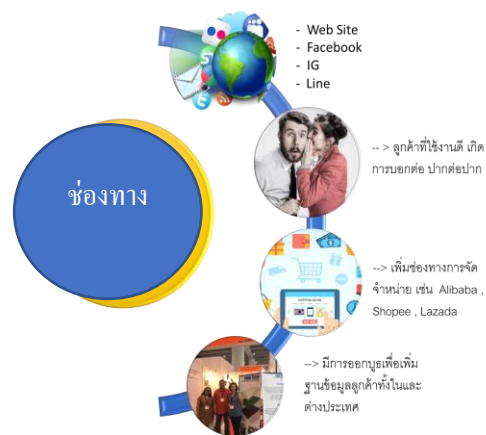 - Web Site
- Facebook
- IG
- Line
ช่องทาง
-- > ลูกค้าที่ใช้งานดี เกิด
การบอกต่อ ปากต่อปาก
--> เพิ่มช่องทางการจัด
จำหน่าย เช่น Alibaba ,
Shopee , Lazada
--> มีการออกบูธเพื่อเพิ่ม
ฐานข้อมูลลูกค้าทั้งในและ
ต่างประเทศ